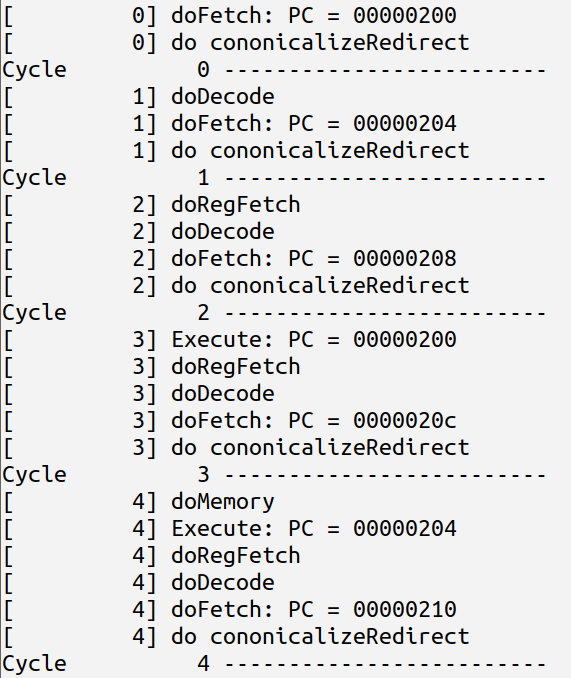 [         0] doFetch: PC = 00000200
[         0] do cononicalizeRedirect
Cycle          0 -------------------------
[         1] doDecode
[         1] doFetch: PC = 00000204
[         1] do cononicalizeRedirect
Cycle          1 -------------------------
[         2] doRegFetch
[         2] doDecode
[         2] doFetch: PC = 00000208
[         2] do cononicalizeRedirect
Cycle          2 -------------------------
[         3] Execute: PC = 00000200
[         3] doRegFetch
[         3] doDecode
[         3] doFetch: PC = 0000020c
[         3] do cononicalizeRedirect
Cycle          3 -------------------------
[         4] doMemory
[         4] Execute: PC = 00000204
[         4] doRegFetch
[         4] doDecode
[         4] doFetch: PC = 00000210
[         4] do cononicalizeRedirect
Cycle          4 -------------------------